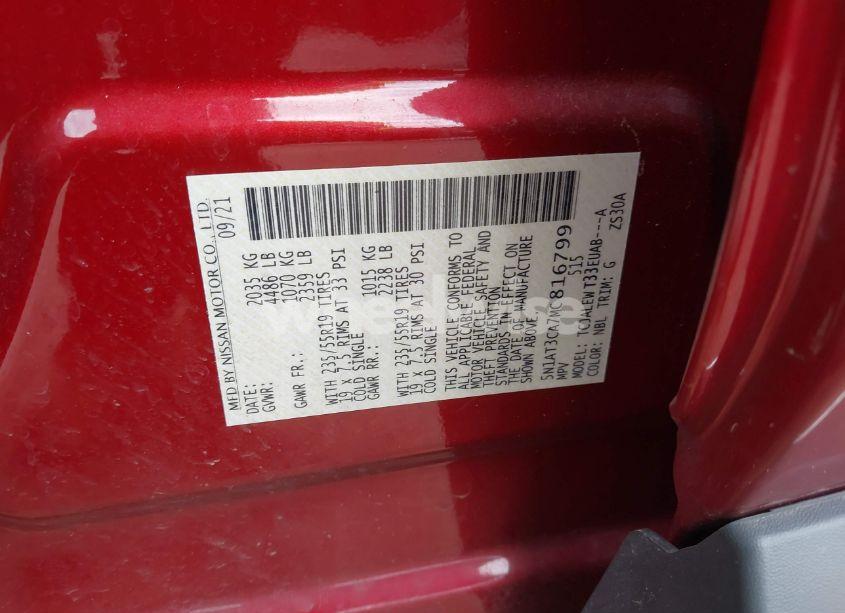 MFD BY NISSAN MOTOR CO., LTD.
DATE: 09/21
GVWR: 2035 KG
4486 LB
GAWR FR.: 1070 KG
2359 LB
WITH 235/55R19 TIRES
19 X 7.5 RIMS AT 33 PSI
COLD SINGLE
GAWR RR.: 1015 KG
2238 LB
WITH 235/55R19 TIRES
19 X 7.5 RIMS AT 30 PSI
COLD SINGLE
THIS VEHICLE CONFORMS TO
ALL APPLICABLE FEDERAL
MOTOR VEHICLE SAFETY AND
THEFT PREVENTION
STANDARDS IN EFFECT ON
THE DATE OF MANUFACTURE
SHOWN ABOVE.
5N1AT3CA7MC816799
MPV 515
MODEL: TCJALEWT33EUAB---A
COLOR: NBL TRIM: G ZS30A